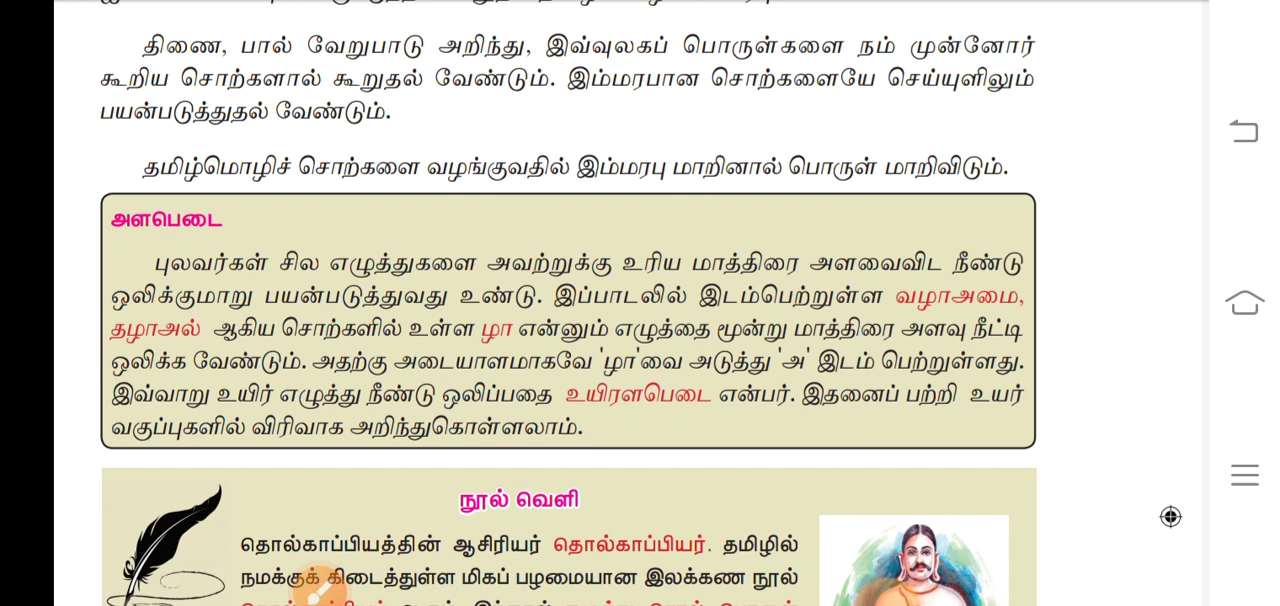 திணை, பால் வேறுபாடு அறிந்து, இவ்வுலகப் பொருள்களை நம் முன்னோர்
கூறிய சொற்களால் கூறுதல் வேண்டும். இம்மரபான சொற்களையே செய்யுளிலும்
பயன்படுத்துதல் வேண்டும்.
தமிழ்மொழிச் சொற்களை வழங்குவதில் இம்மரபு மாறினால் பொருள் மாறிவிடும்.
அளபெடை
புலவர்கள் சில எழுத்துகளை அவற்றுக்கு உரிய மாத்திரை அளவைவிட நீண்டு
ஒலிக்குமாறு பயன்படுத்துவது உண்டு. இப்பாடலில் இடம்பெற்றுள்ள வழாஅமை,
தழாஅல் ஆகிய சொற்களில் உள்ள ழா என்னும் எழுத்தை மூன்று மாத்திரை அளவு நீட்டி
ஒலிக்க வேண்டும். அதற்கு அடையாளமாகவே 'ழா'வை அடுத்து 'அ' இடம் பெற்றுள்ளது.
இவ்வாறு உயிர் எழுத்து நீண்டு ஒலிப்பதை உயிரளபெடை என்பர். இதனைப் பற்றி உயர்
வகுப்புகளில் விரிவாக அறிந்துகொள்ளலாம்.
நூல் வெளி
தொல்காப்பியத்தின் ஆசிரியர் தொல்காப்பியர். தமிழில்
நமக்குக் கிடைத்துள்ள மிகப் பழமையான இலக்கண நூல்